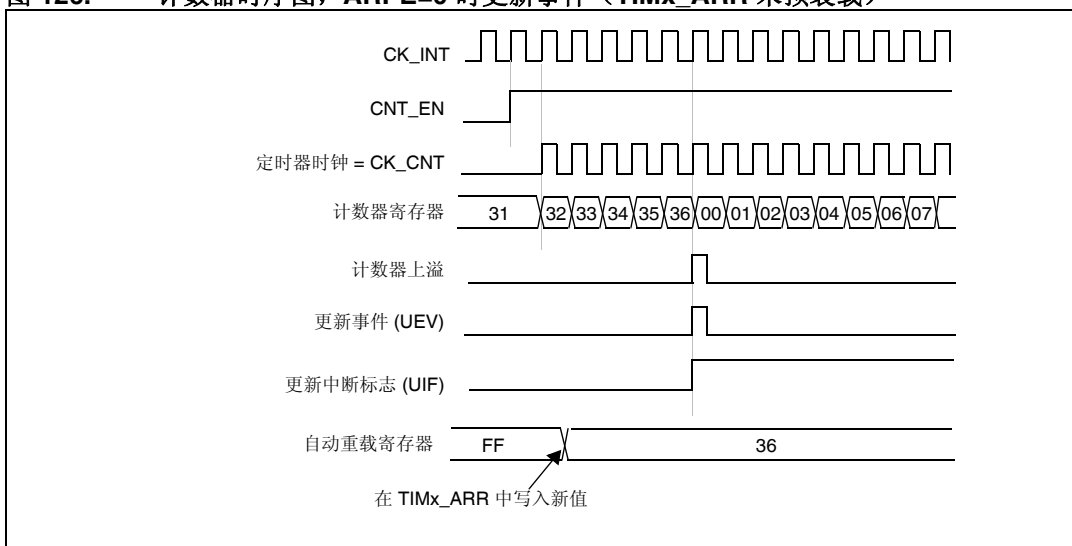 CK_INT
CNT_EN
定时器时钟 = CK_CNT
计数器寄存器 31 32 33 34 35 36 00 01 02 03 04 05 06 07
计数器上溢
更新事件 (UEV)
更新中断标志 (UIF)
自动重载寄存器 FF 36
在 TIMx_ARR 中写入新值